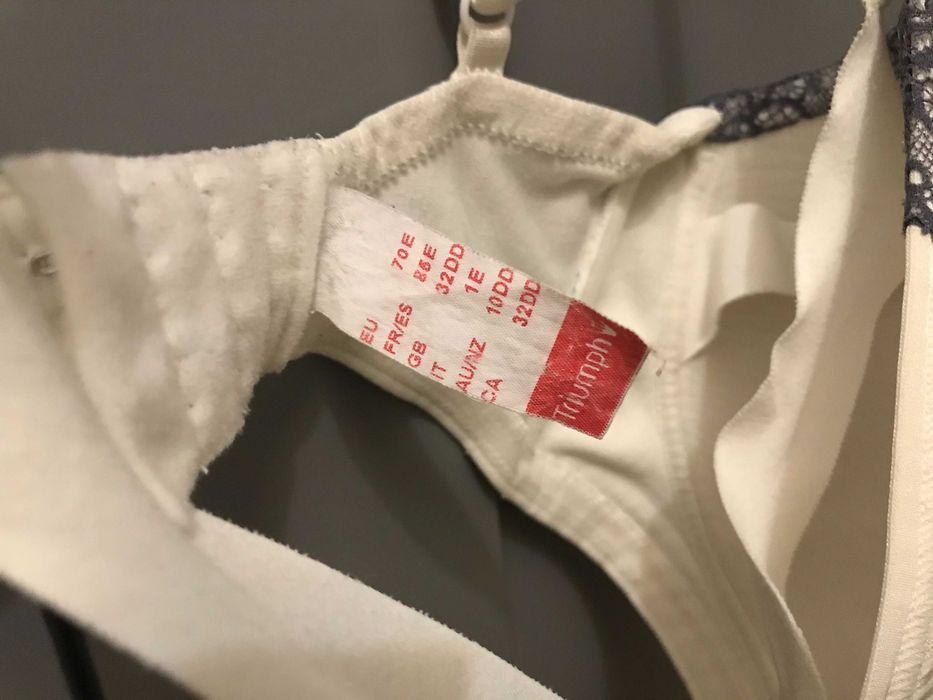 EU 70E
FR/ES 85E
GB 32DD
IT 1E
AU/NZ 10DD
CA 32DD
Triumph